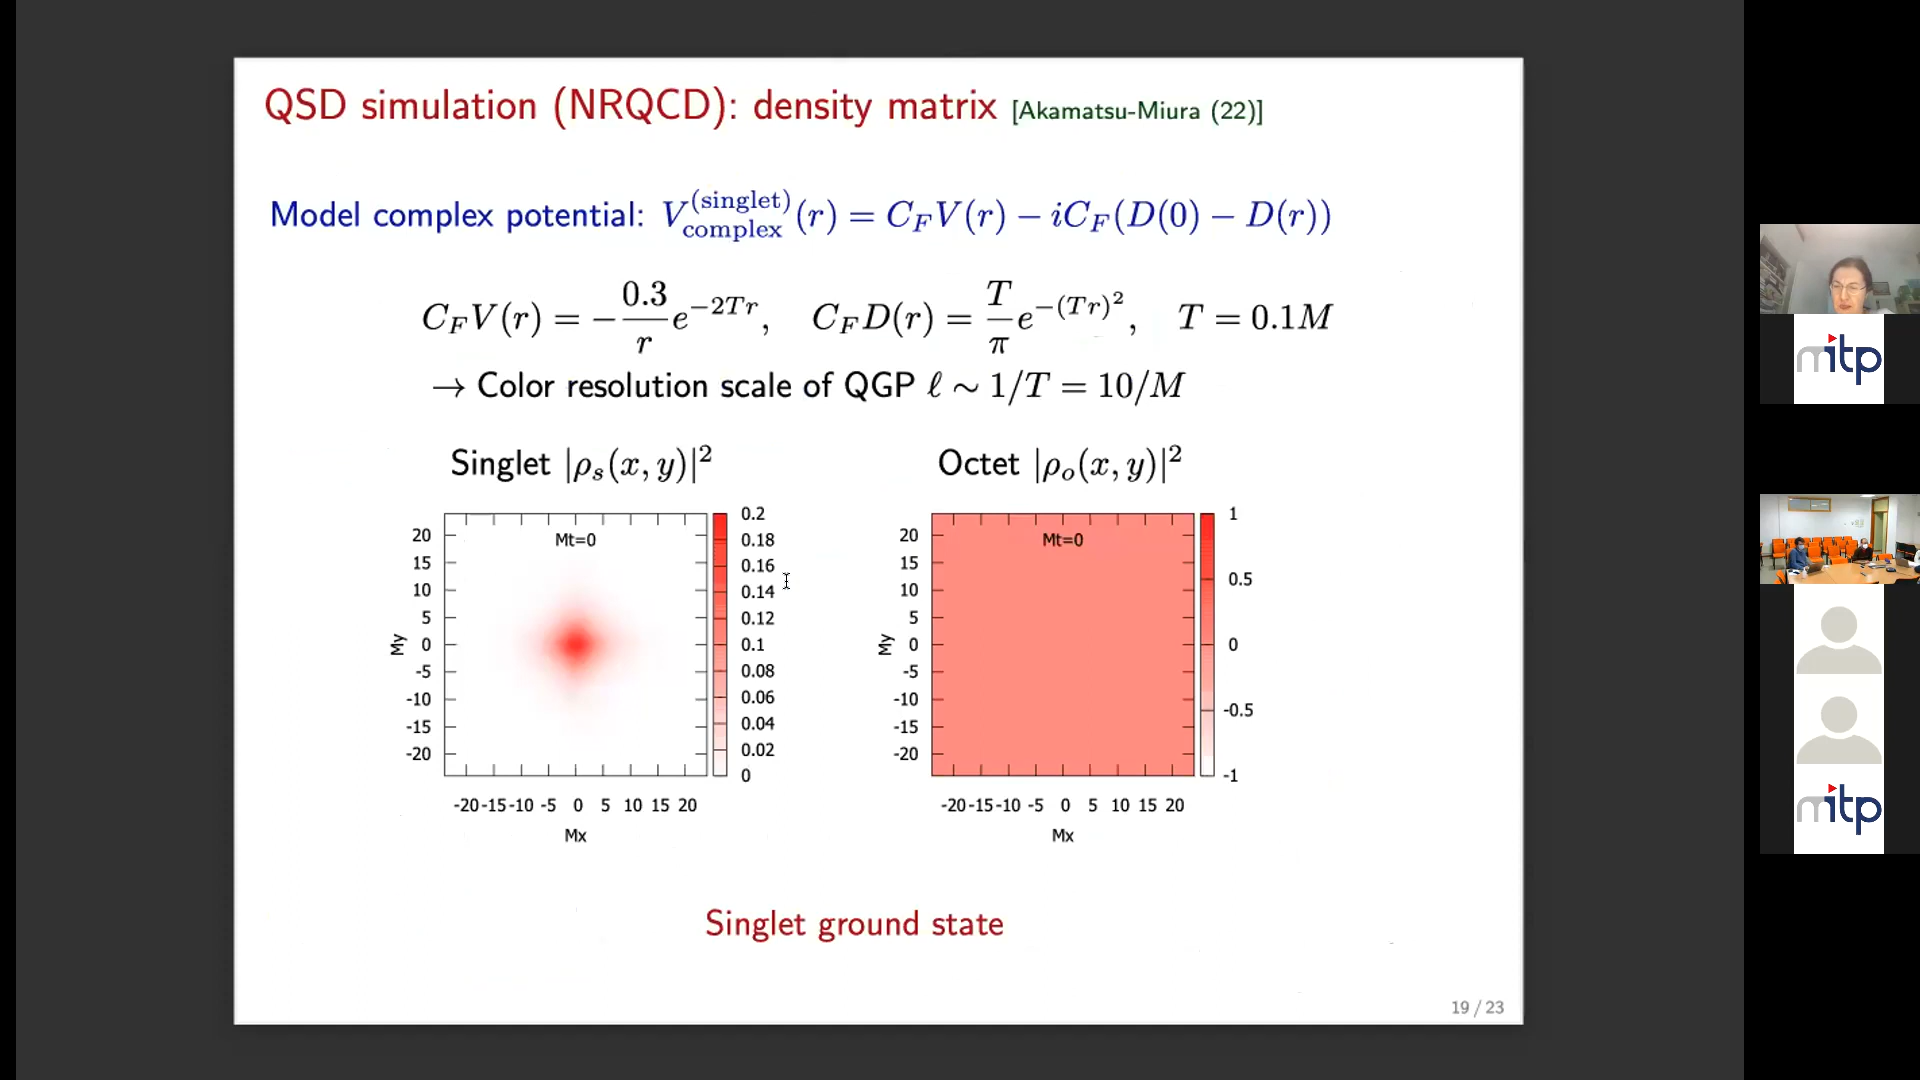 QSD simulation (NRQCD): density matrix [Akamatsu-Miura (22)]
Model complex potential: V_complex^(singlet)(r) = C_F V(r) − iC_F(D(0) − D(r))
C_F V(r) = −(0.3/r) e^{−2Tr}, C_F D(r) = (T/π) e^{−(Tr)^2}, T = 0.1M
→ Color resolution scale of QGP ℓ ∼ 1/T = 10/M
Singlet |ρ_s(x, y)|^2
Octet |ρ_o(x, y)|^2
Mt=0
20
15
10
5
0
-5
-10
-15
-20
My
-20 -15 -10 -5 0 5 10 15 20
Mx
0.2
0.18
0.16
0.14
0.12
0.1
0.08
0.06
0.04
0.02
0
Mt=0
20
15
10
5
0
-5
-10
-15
-20
My
-20 -15 -10 -5 0 5 10 15 20
Mx
1
0.5
0
-0.5
-1
Singlet ground state
19 / 23
mitp
mitp